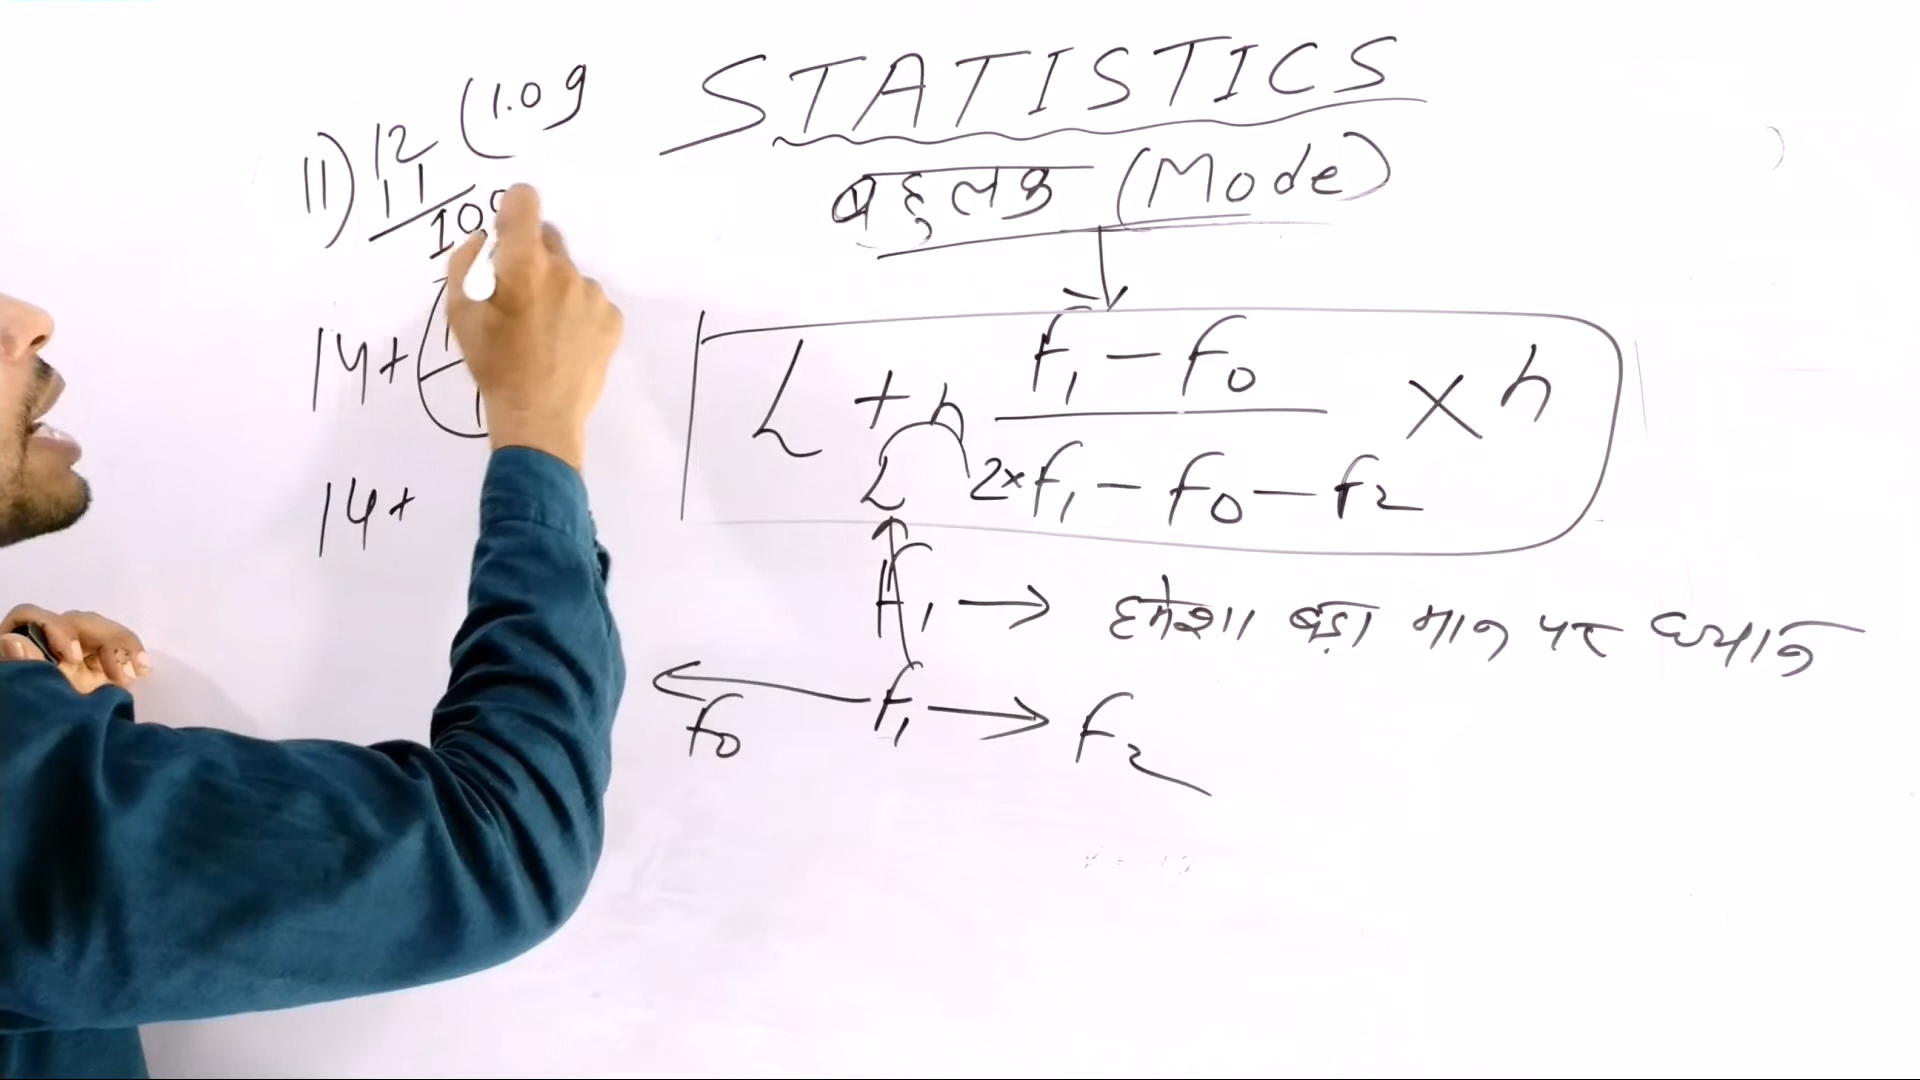 STATISTICS
बहुलक (Mode)
L + F₁ - F₀ / 2×F₁ - F₀ - F₂ × h
h
L
F₁ → हमेशा बड़ा मान पर ध्यान
F₀ ← F₁ → F₂
11) 12 (1.09
11
100
14+
14+